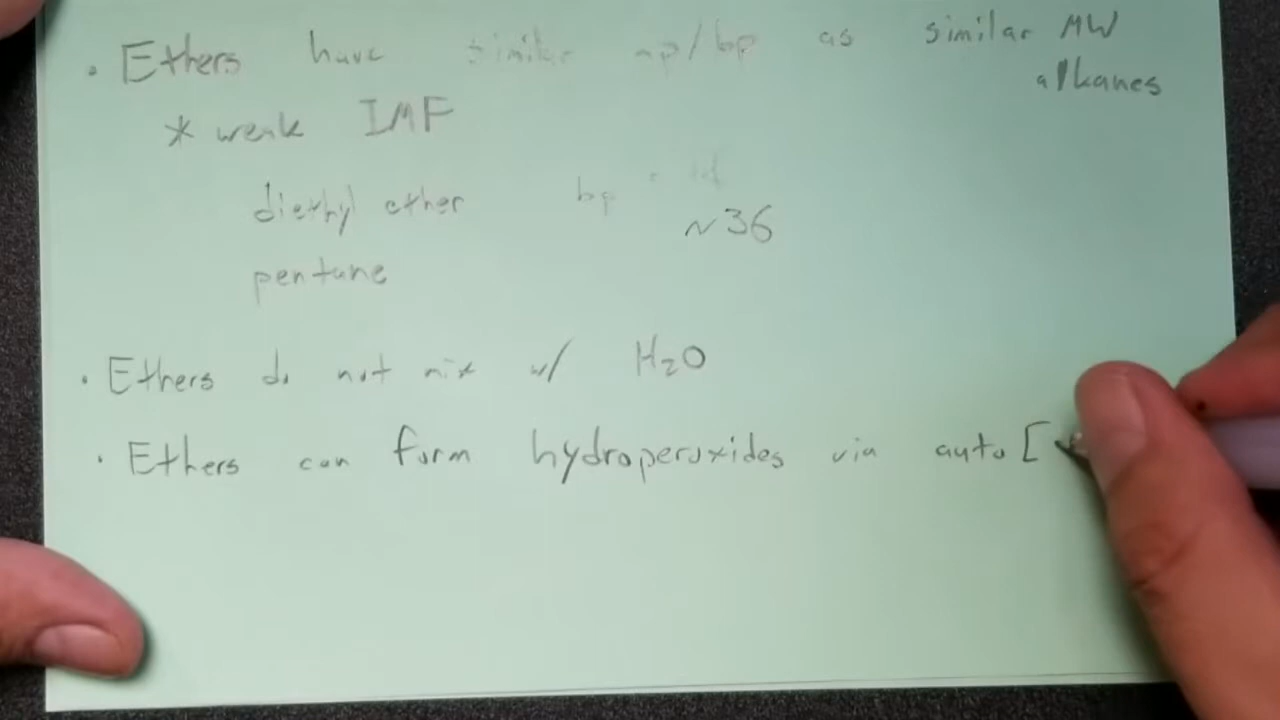 • Ethers have similar mp/bp as similar MW
alkanes
* weak IMF
diethyl ether bp
~36
pentane
• Ethers do not mix w/ H₂O
• Ethers can form hydroperoxides via auto [